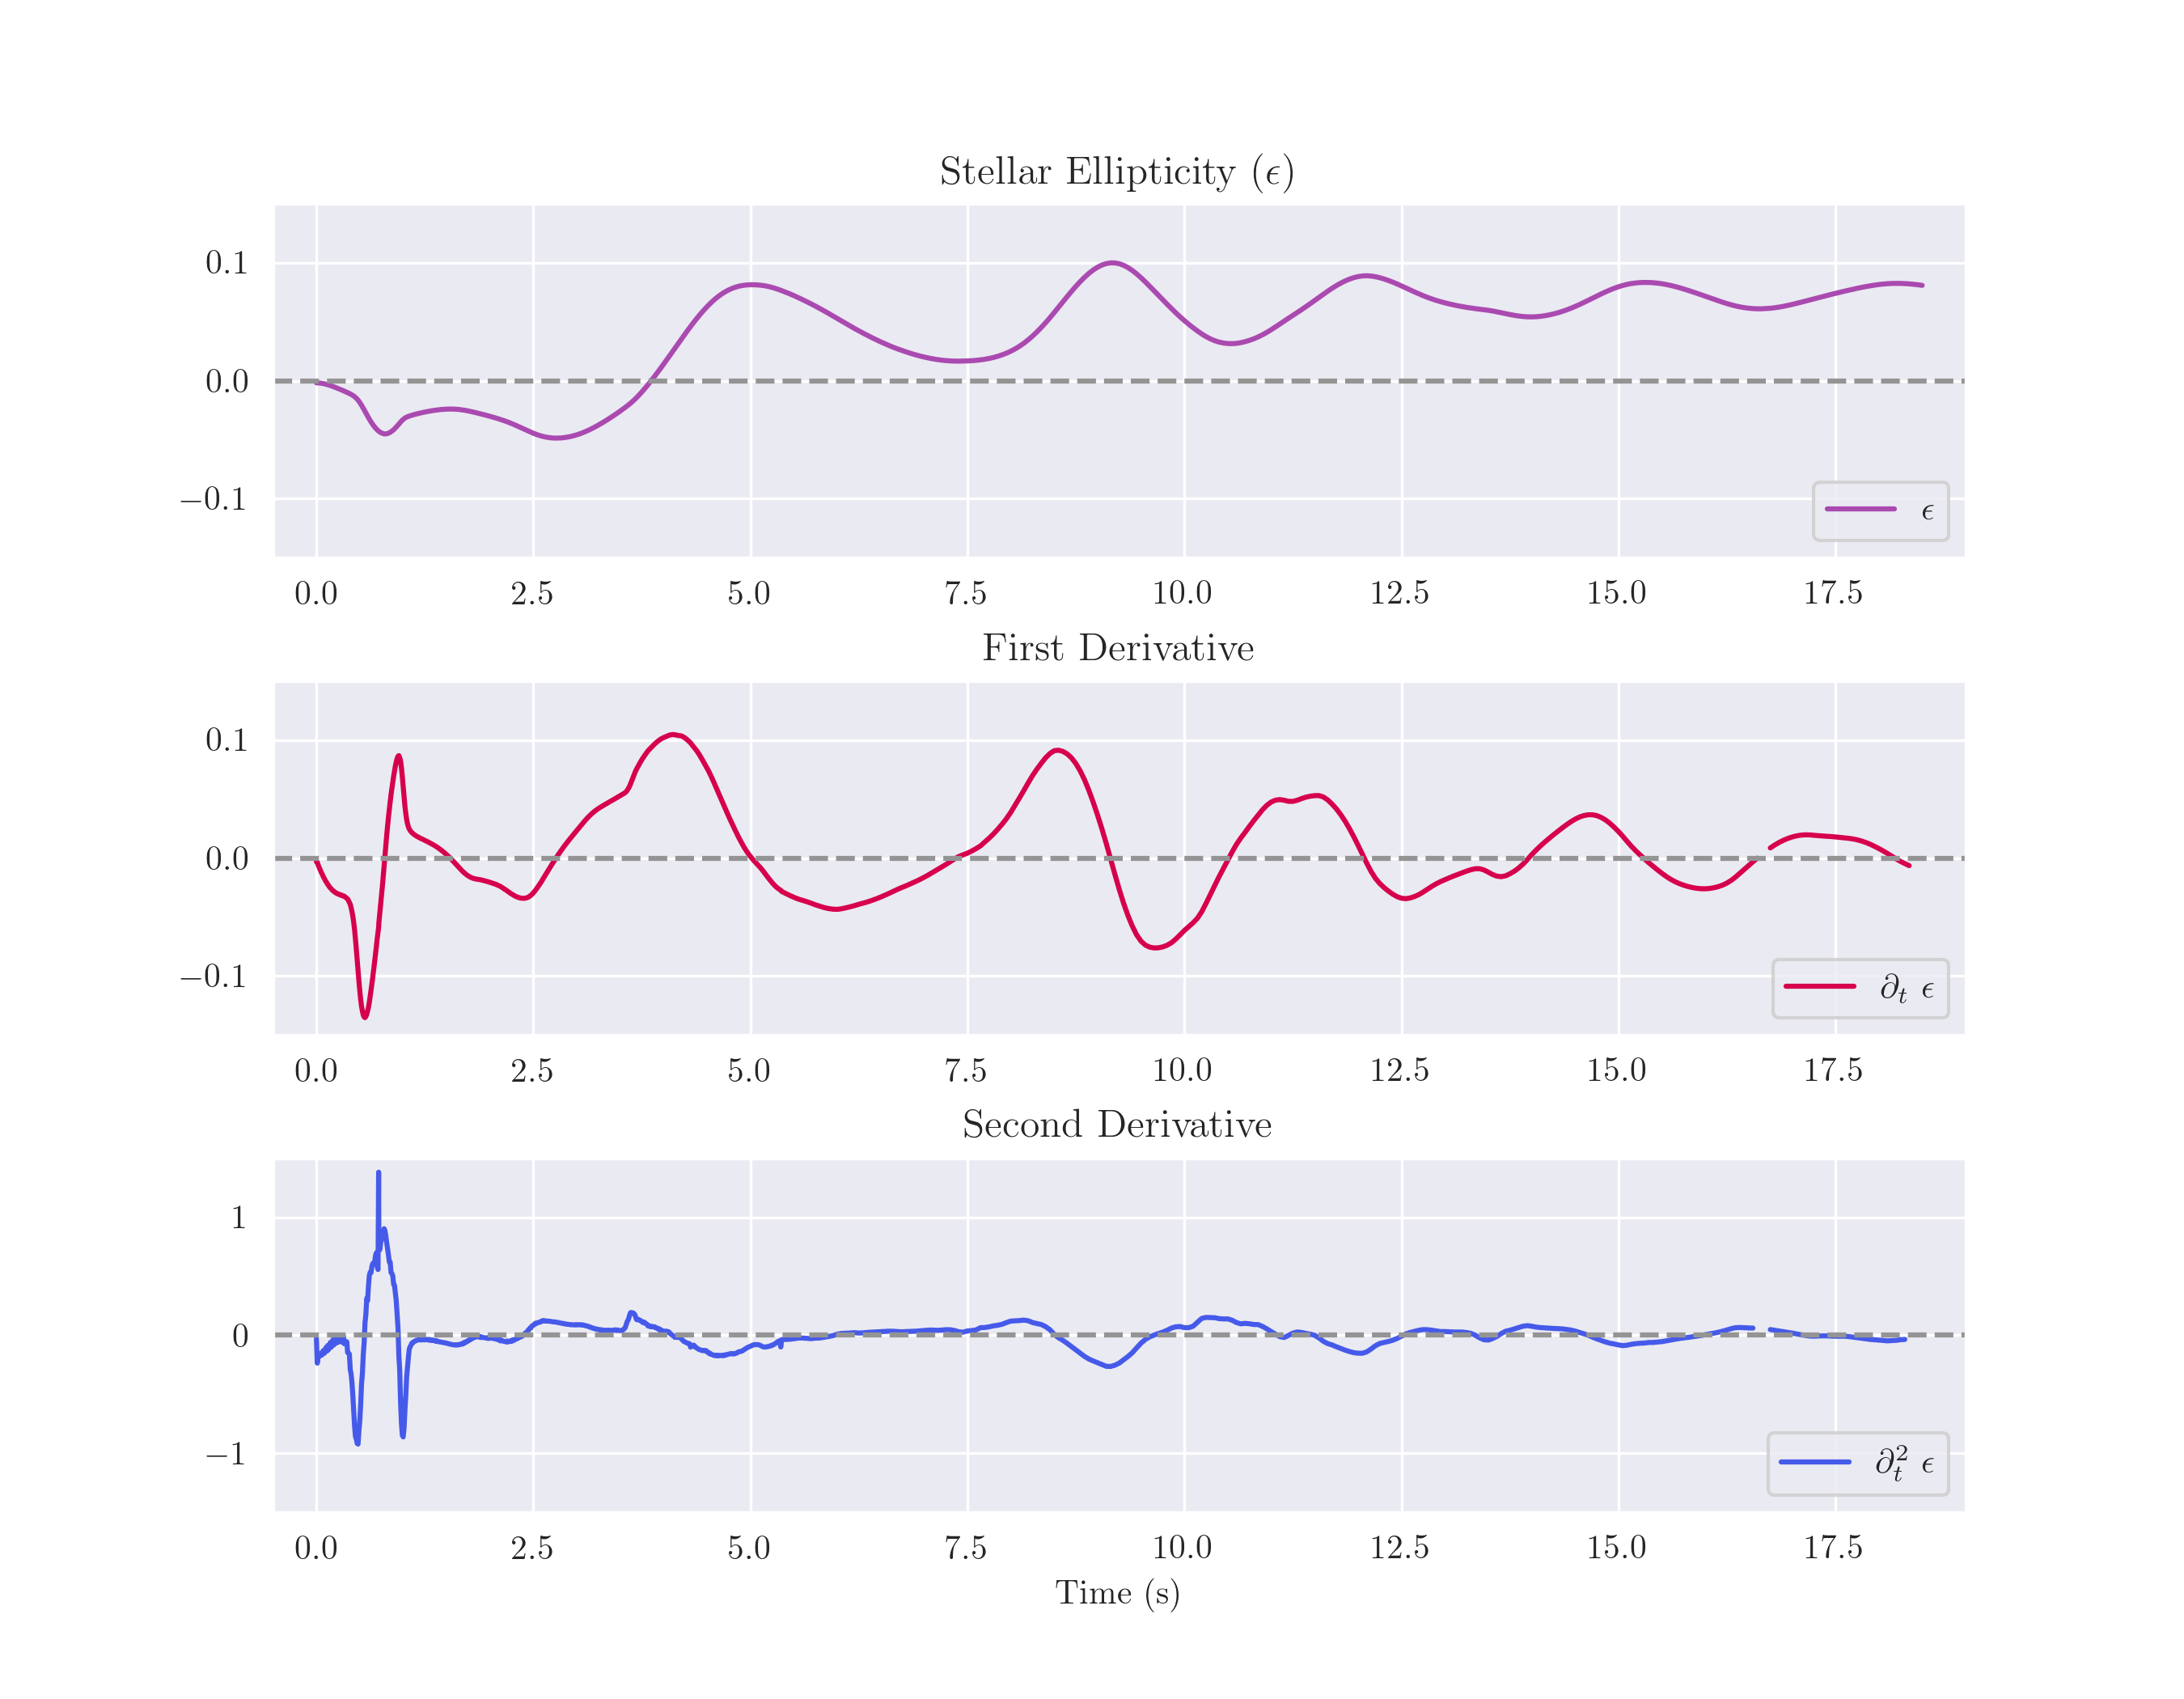 Stellar Ellipticity (ϵ)
0.1
0.0
−0.1
ϵ
0.0 2.5 5.0 7.5 10.0 12.5 15.0 17.5
First Derivative
0.1
0.0
−0.1
∂ₜ ϵ
0.0 2.5 5.0 7.5 10.0 12.5 15.0 17.5
Second Derivative
1
0
−1
∂ₜ² ϵ
0.0 2.5 5.0 7.5 10.0 12.5 15.0 17.5
Time (s)